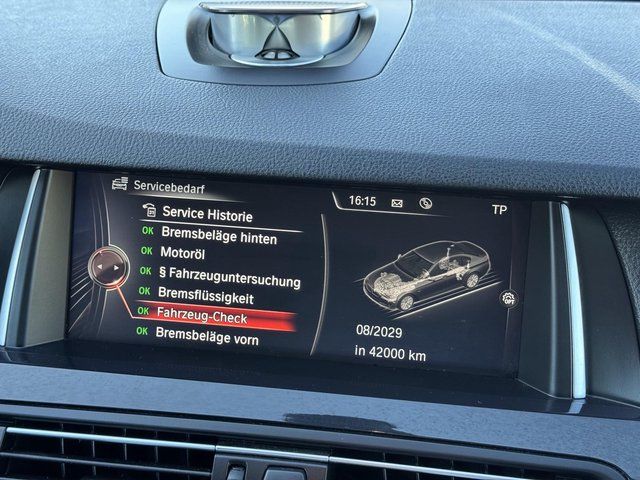 Servicebedarf
16:15
TP
Service Historie
OK Bremsbeläge hinten
OK Motoröl
OK § Fahrzeuguntersuchung
OK Bremsflüssigkeit
OK Fahrzeug-Check
OK Bremsbeläge vorn
OFF
08/2029
in 42000 km